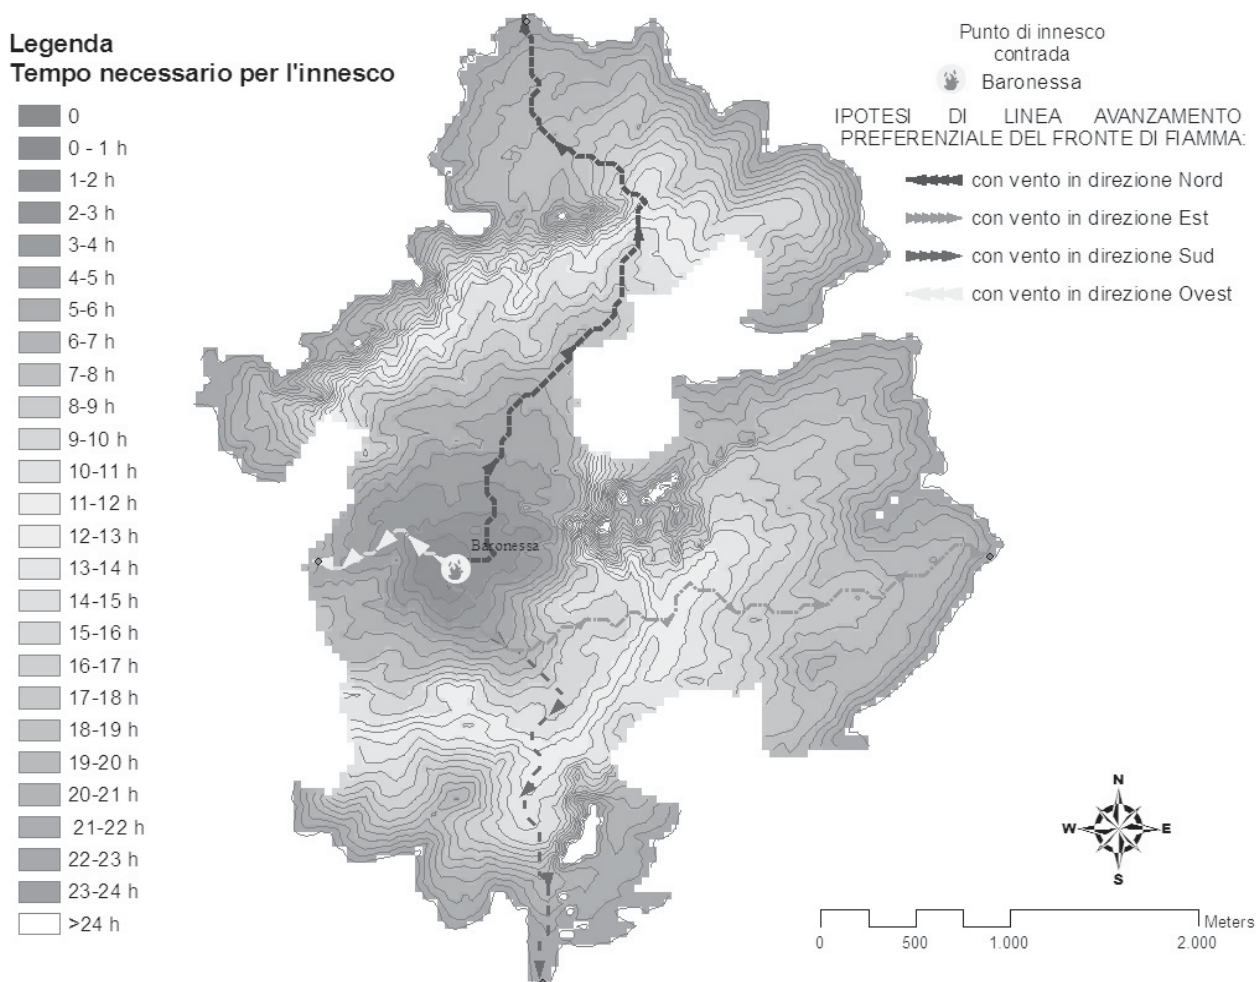 Legenda
Tempo necessario per l'innesco
0
0 - 1 h
1-2 h
2-3 h
3-4 h
4-5 h
5-6 h
6-7 h
7-8 h
8-9 h
9-10 h
10-11 h
11-12 h
12-13 h
13-14 h
14-15 h
15-16 h
16-17 h
17-18 h
18-19 h
19-20 h
20-21 h
21-22 h
22-23 h
23-24 h
>24 h
Punto di innesco
contrada
Baronessa
IPOTESI DI LINEA AVANZAMENTO
PREFERENZIALE DEL FRONTE DI FIAMMA:
con vento in direzione Nord
con vento in direzione Est
con vento in direzione Sud
con vento in direzione Ovest
Baronessa
N
W E
S
Meters
0 500 1.000 2.000